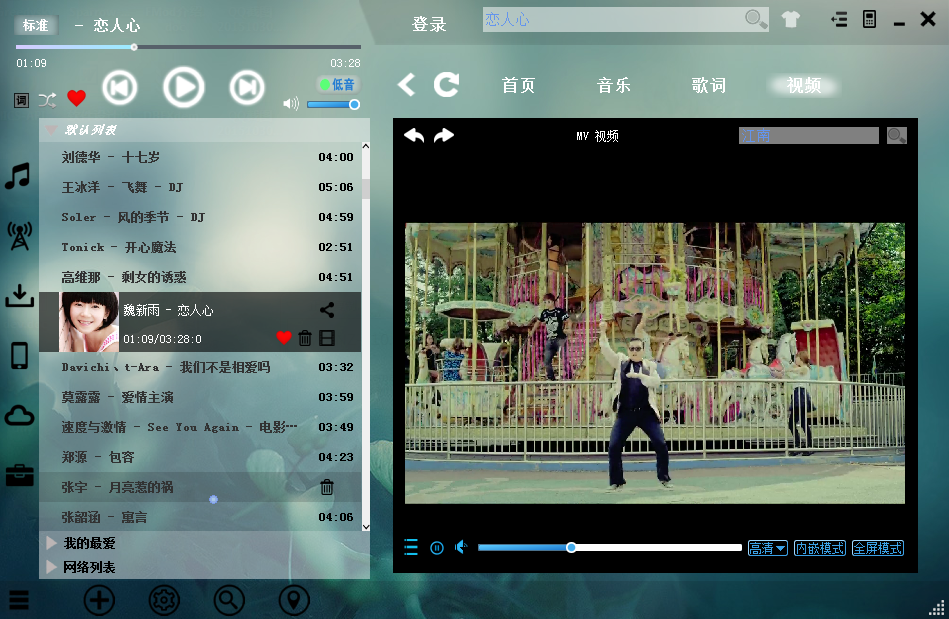 标准 - 恋人心
01:09 03:28
词 低音
登录 恋人心
首页 音乐 歌词 视频
默认列表
刘德华 - 十七岁 04:00
王冰洋 - 飞舞 - DJ 05:06
Soler - 风的季节 - DJ 04:59
Tonick - 开心魔法 02:51
高维那 - 剩女的诱惑 04:51
魏新雨 - 恋人心
01:09/03:28:0
Davichi、t-Ara - 我们不是相爱吗 03:32
莫露露 - 爱情主演 03:59
速度与激情 - See You Again - 电影… 03:49
郑源 - 包容 04:23
张宇 - 月亮惹的祸
张韶涵 - 寓言 04:06
我的最爱
网络列表
MV 视频 江南
高清 内嵌模式 全屏模式